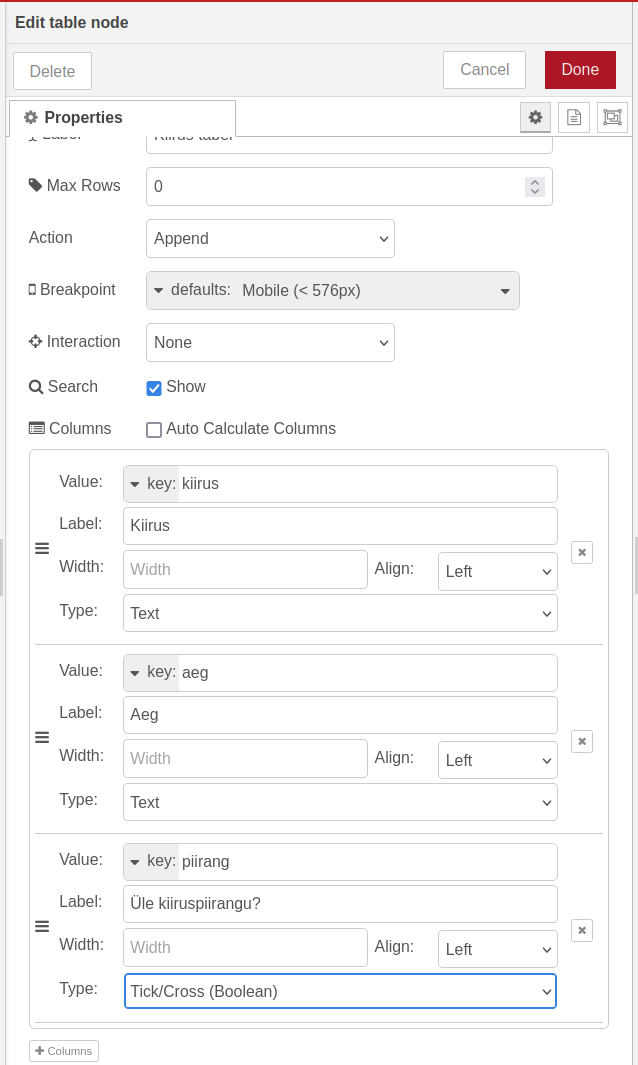 Edit table node
Delete Cancel Done
Properties
Label Kiirus tabel
Max Rows 0
Action Append
Breakpoint defaults: Mobile (< 576px)
Interaction None
Search Show
Columns Auto Calculate Columns
Value: key: kiirus
Label: Kiirus
Width: Width Align: Left
Type: Text
Value: key: aeg
Label: Aeg
Width: Width Align: Left
Type: Text
Value: key: piirang
Label: Üle kiiruspiirangu?
Width: Width Align: Left
Type: Tick/Cross (Boolean)
Columns